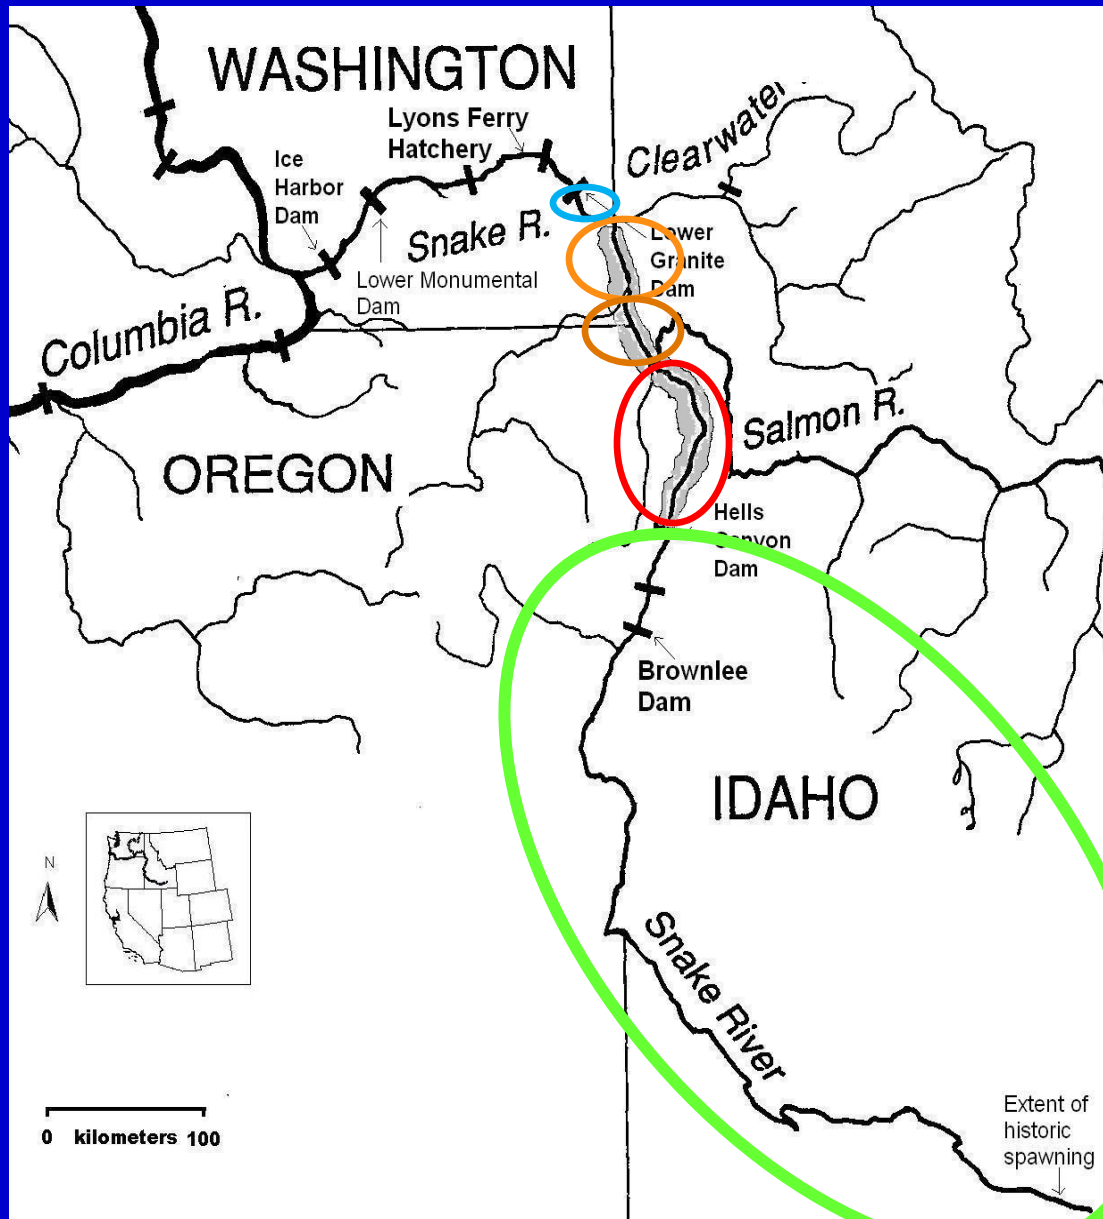 WASHINGTON
Lyons Ferry
Hatchery
Clearwater
Ice
Harbor
Dam
Snake R.
Lower
Granite
Dam
Lower Monumental
Dam
Columbia R.
Salmon R.
OREGON
Hells
Canyon
Dam
Brownlee
Dam
IDAHO
N
Snake River
Extent of
historic
spawning
0 kilometers 100